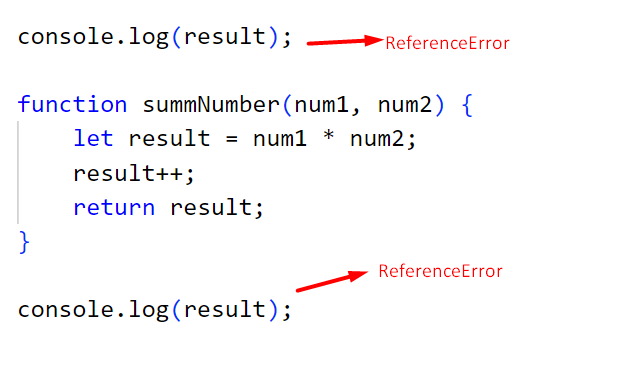 console.log(result); ReferenceError
function summNumber(num1, num2) {
    let result = num1 * num2;
    result++;
    return result;
}
ReferenceError
console.log(result);